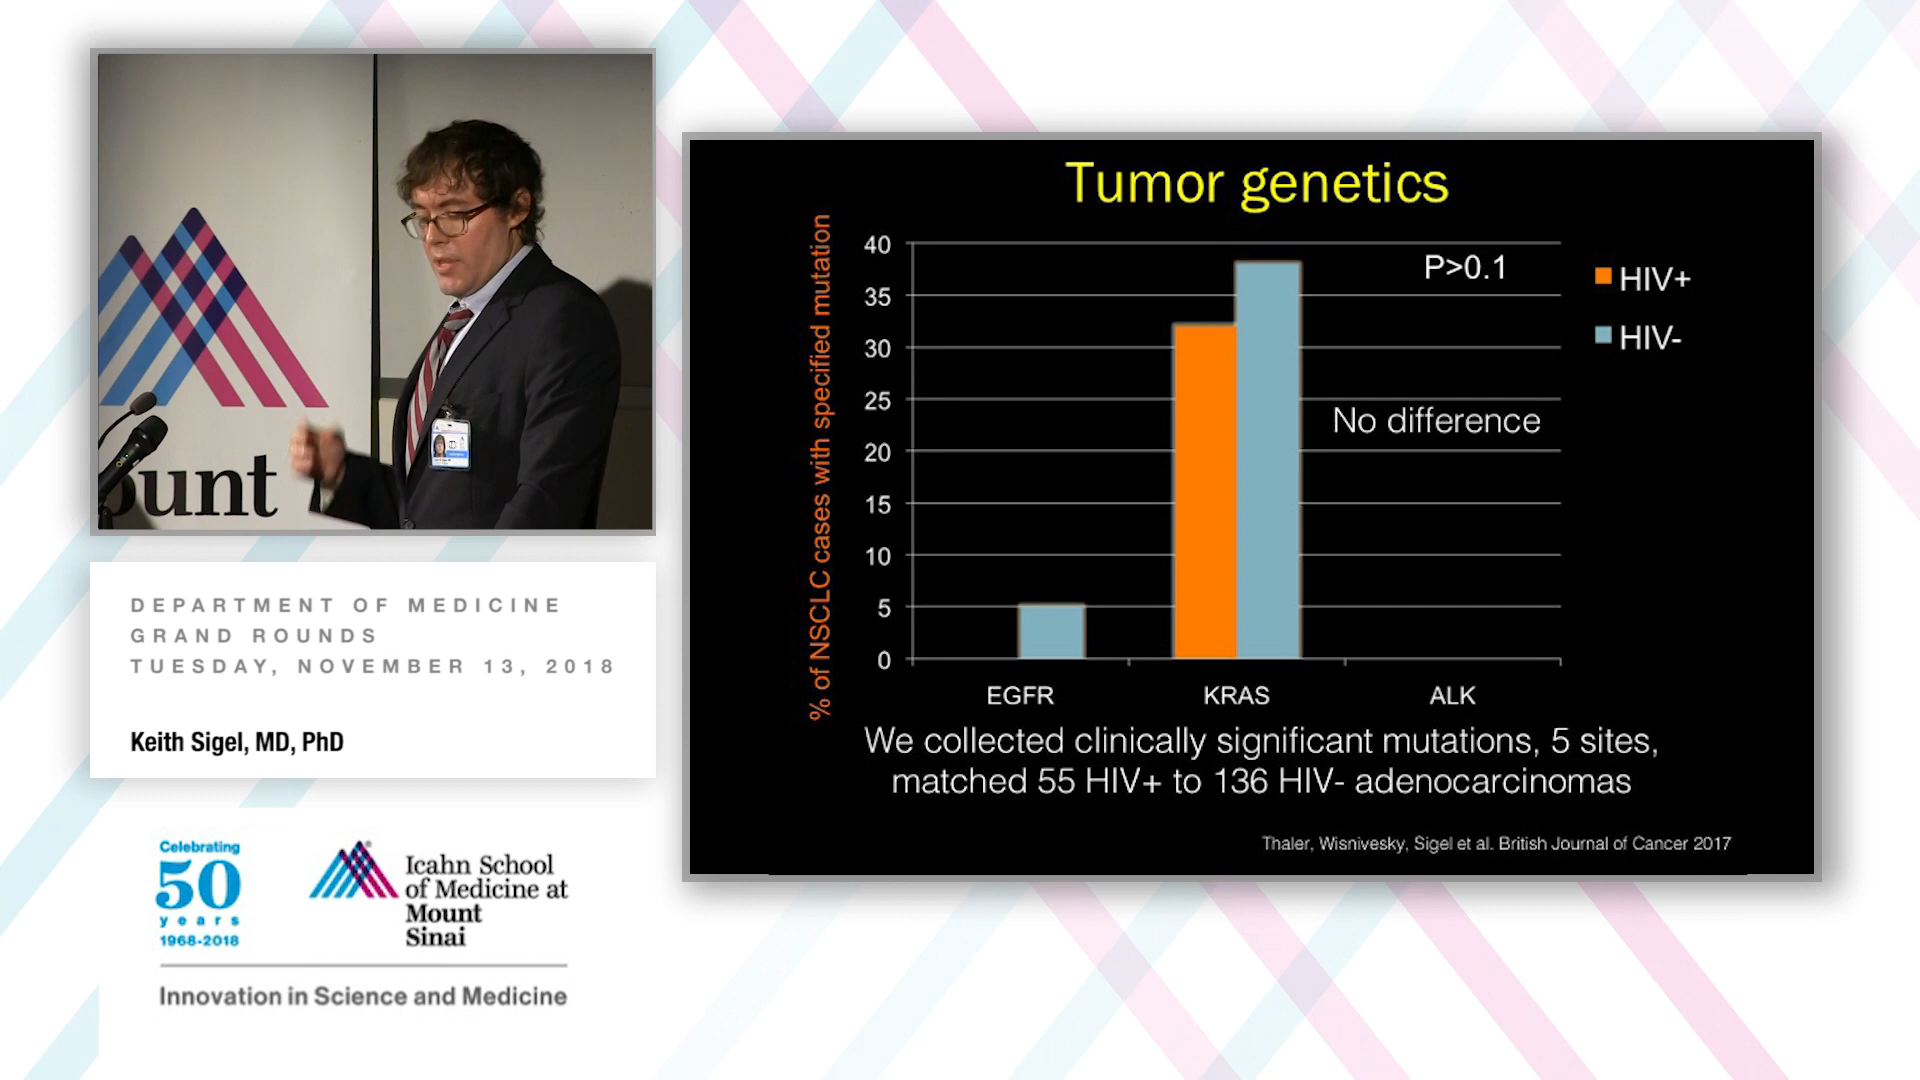 ount
DEPARTMENT OF MEDICINE
GRAND ROUNDS
TUESDAY, NOVEMBER 13, 2018
Keith Sigel, MD, PhD
Celebrating
50
years
1968-2018
Icahn School
of Medicine at
Mount
Sinai
Innovation in Science and Medicine
Tumor genetics
% of NSCLC cases with specified mutation
40
35
30
25
20
15
10
5
0
P>0.1
No difference
HIV+
HIV-
EGFR
KRAS
ALK
We collected clinically significant mutations, 5 sites,
matched 55 HIV+ to 136 HIV- adenocarcinomas
Thaler, Wisnivesky, Sigel et al. British Journal of Cancer 2017